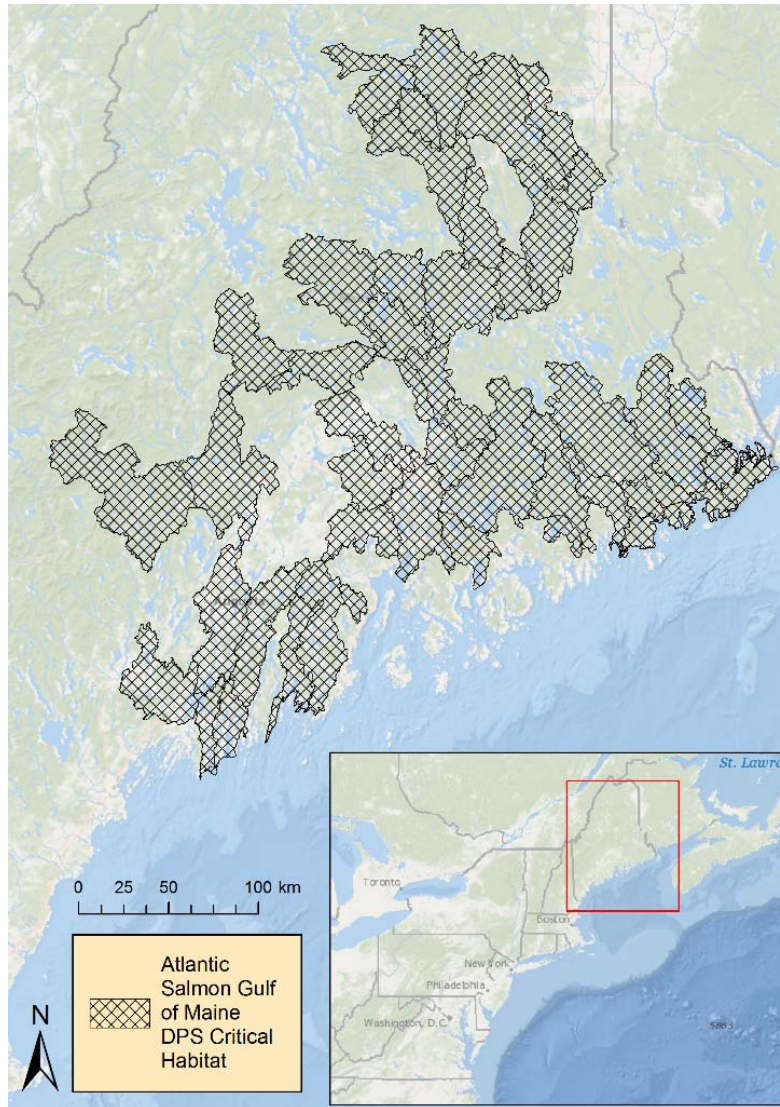 Augusta
0 25 50 100 km
Atlantic
Salmon Gulf
of Maine
DPS Critical
Habitat
N
St. Lawre
Toronto
Boston
New York
Philadelphia
Washington, D.C.